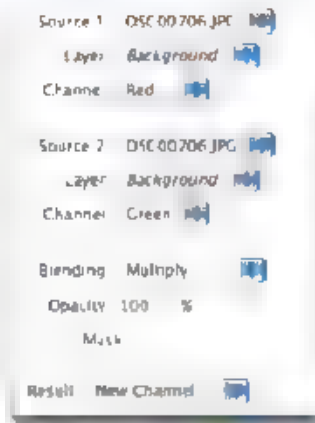 Source 1 DSC00706.JPG
Layer Background
Channel Red
Source 2 DSC00706.JPG
Layer Background
Channel Green
Blending Multiply
Opacity 100 %
Mask
Result New Channel